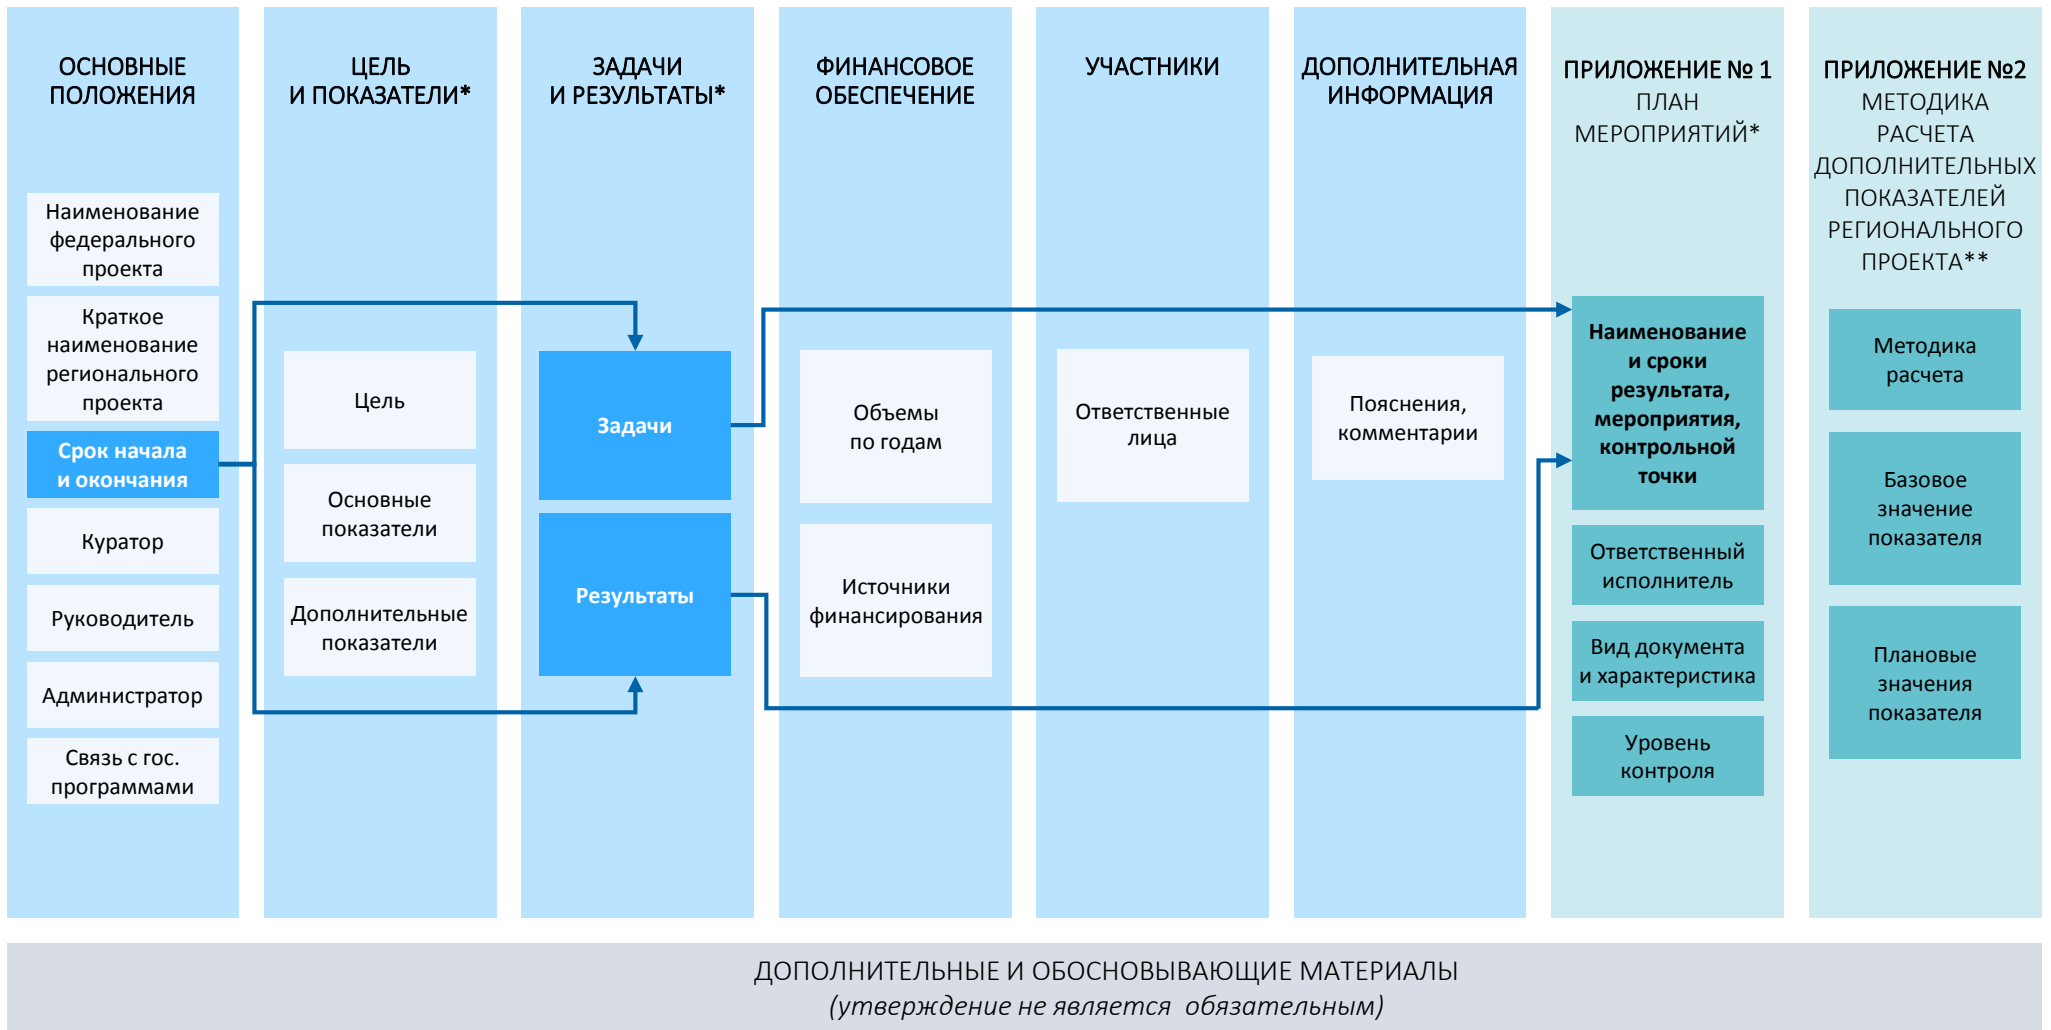 ОСНОВНЫЕ
ПОЛОЖЕНИЯ
Наименование
федерального
проекта
Краткое
наименование
регионального
проекта
Срок начала
и окончания
Куратор
Руководитель
Администратор
Связь с гос.
программами
ЦЕЛЬ
И ПОКАЗАТЕЛИ*
Цель
Основные
показатели
Дополнительные
показатели
ЗАДАЧИ
И РЕЗУЛЬТАТЫ*
Задачи
Результаты
ФИНАНСОВОЕ
ОБЕСПЕЧЕНИЕ
Объемы
по годам
Источники
финансирования
УЧАСТНИКИ
Ответственные
лица
ДОПОЛНИТЕЛЬНАЯ
ИНФОРМАЦИЯ
Пояснения,
комментарии
ПРИЛОЖЕНИЕ № 1
ПЛАН
МЕРОПРИЯТИЙ*
Наименование
и сроки
результата,
мероприятия,
контрольной
точки
Ответственный
исполнитель
Вид документа
и характеристика
Уровень
контроля
ПРИЛОЖЕНИЕ №2
МЕТОДИКА
РАСЧЕТА
ДОПОЛНИТЕЛЬНЫХ
ПОКАЗАТЕЛЕЙ
РЕГИОНАЛЬНОГО
ПРОЕКТА**
Методика
расчета
Базовое
значение
показателя
Плановые
значения
показателя
ДОПОЛНИТЕЛЬНЫЕ И ОБОСНОВЫВАЮЩИЕ МАТЕРИАЛЫ
(утверждение не является обязательным)